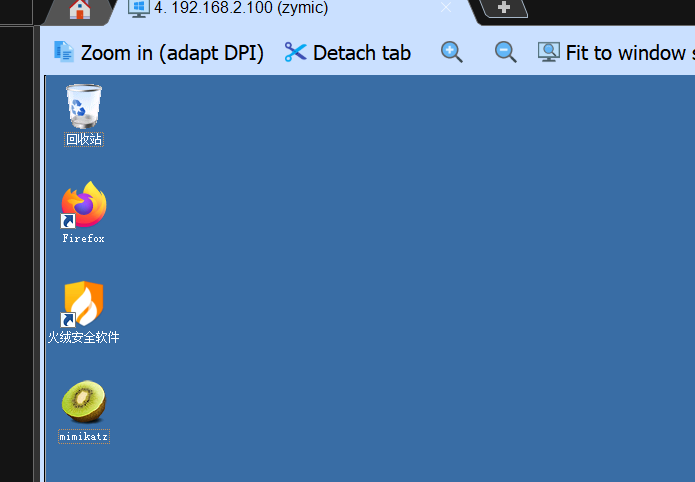 4. 192.168.2.100 (zymic)
Zoom in (adapt DPI) Detach tab Fit to window s
回收站
Firefox
火绒安全软件
mimikatz